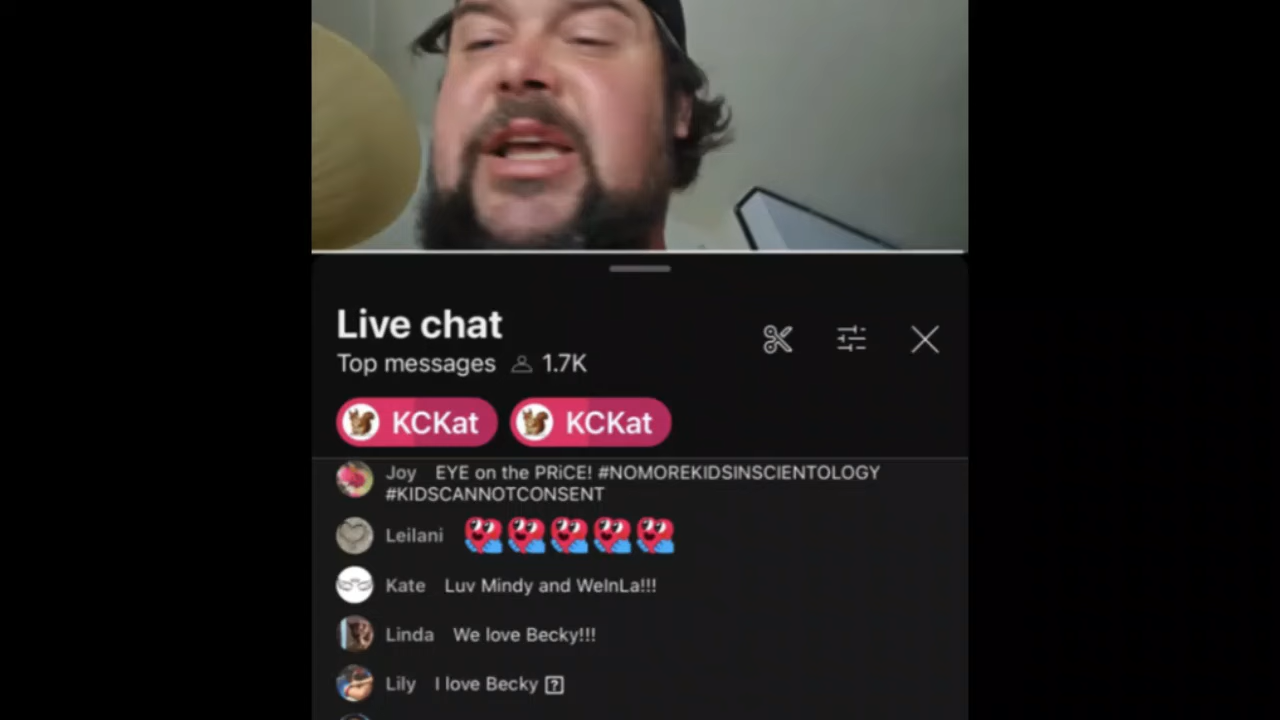 Live chat
Top messages 1.7K
KCKat KCKat
Joy EYE on the PRiCE! #NOMOREKIDSINSCIENTOLOGY
#KIDSCANNOTCONSENT
Leilani
Kate Luv Mindy and WeInLa!!!
Linda We love Becky!!!
Lily I love Becky